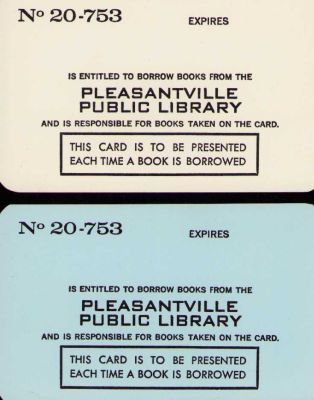 Nº 20-753 EXPIRES
IS ENTITLED TO BORROW BOOKS FROM THE
PLEASANTVILLE
PUBLIC LIBRARY
AND IS RESPONSIBLE FOR BOOKS TAKEN ON THE CARD.
THIS CARD IS TO BE PRESENTED
EACH TIME A BOOK IS BORROWED
Nº 20-753 EXPIRES
IS ENTITLED TO BORROW BOOKS FROM THE
PLEASANTVILLE
PUBLIC LIBRARY
AND IS RESPONSIBLE FOR BOOKS TAKEN ON THE CARD.
THIS CARD IS TO BE PRESENTED
EACH TIME A BOOK IS BORROWED